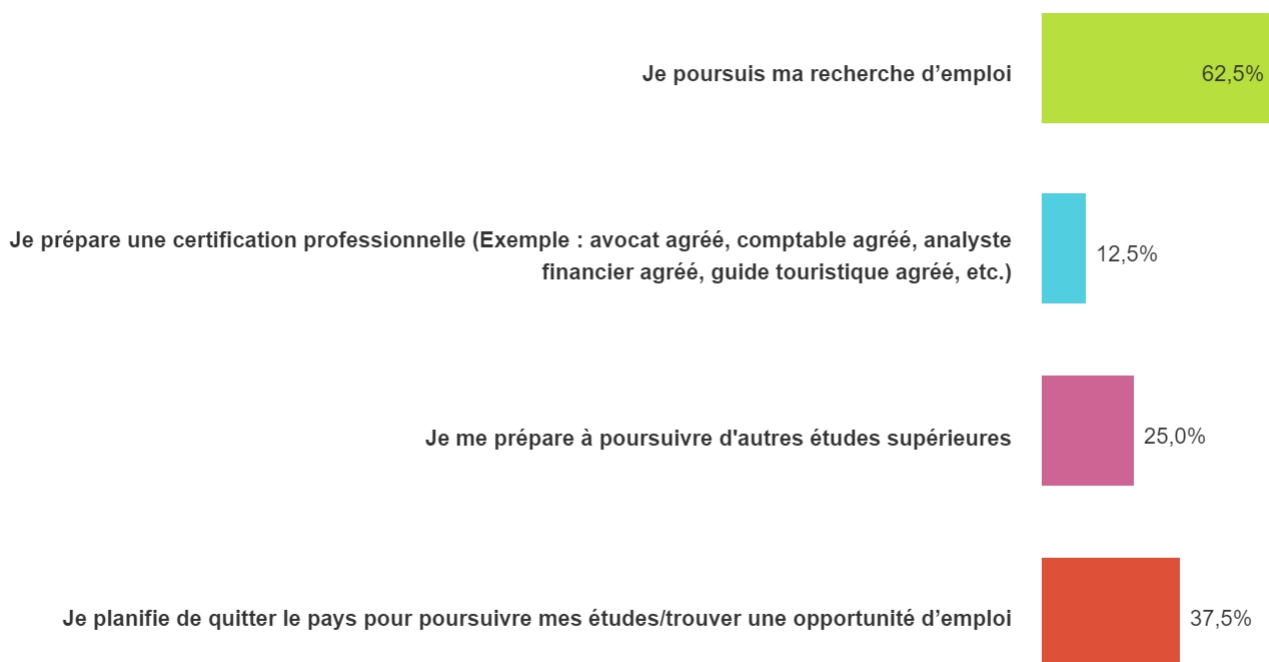 Je poursuis ma recherche d’emploi
62,5%
Je prépare une certification professionnelle (Exemple : avocat agréé, comptable agréé, analyste
financier agréé, guide touristique agréé, etc.)
12,5%
Je me prépare à poursuivre d'autres études supérieures
25,0%
Je planifie de quitter le pays pour poursuivre mes études/trouver une opportunité d’emploi
37,5%